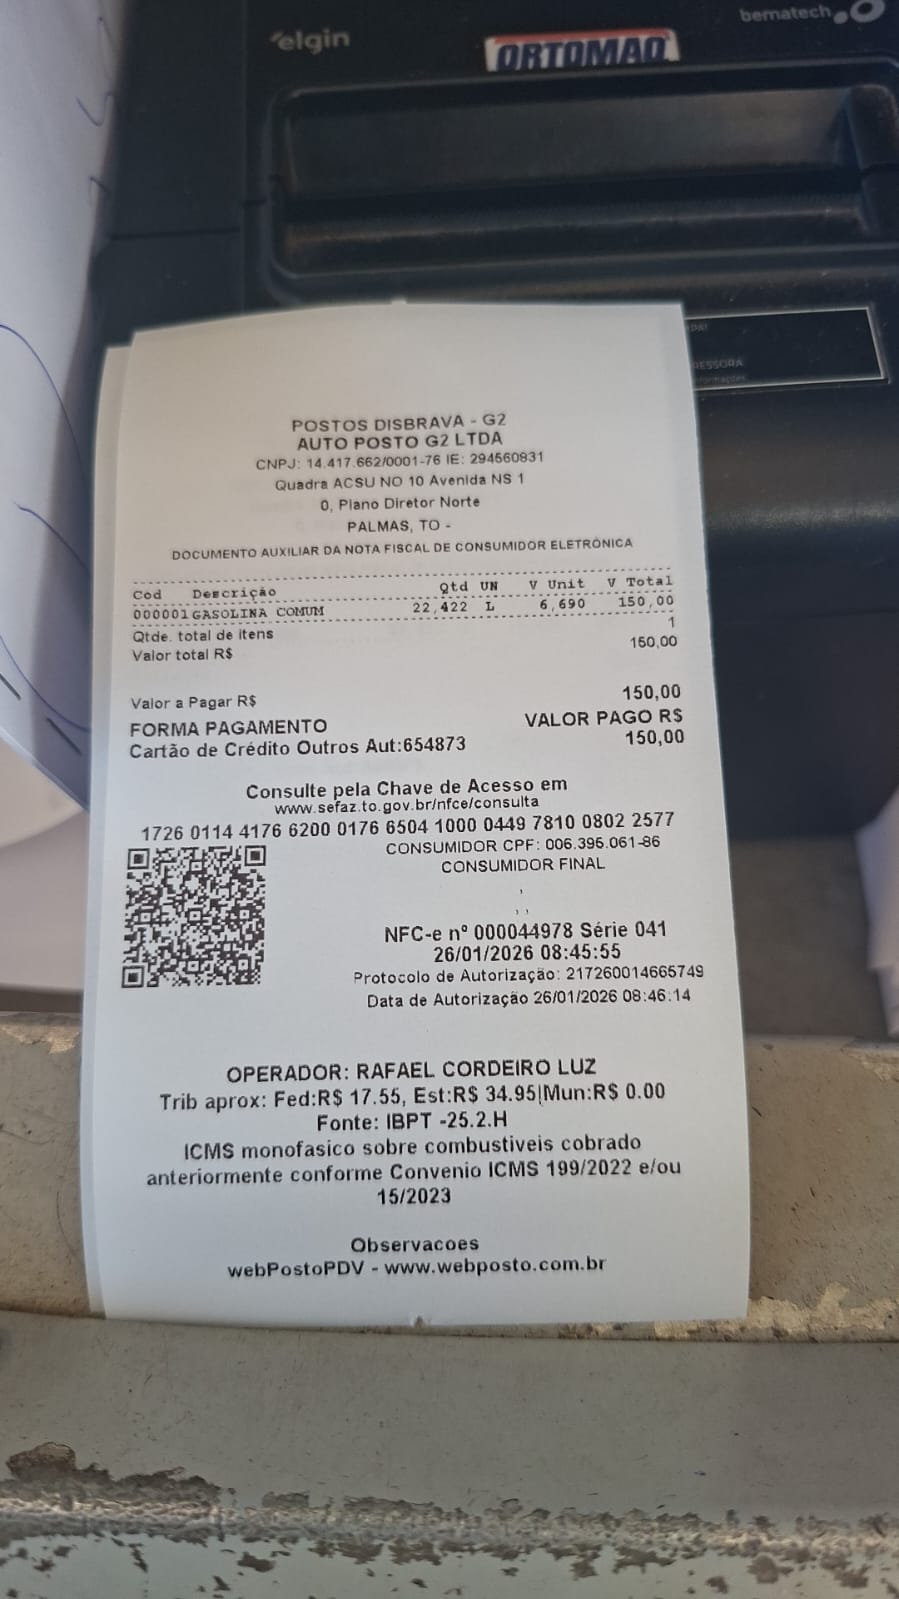 elgin
bematech
ORTOMAQ
POSTOS DISBRAVA - G2
AUTO POSTO G2 LTDA
CNPJ: 14.417.662/0001-76 IE: 294560931
Quadra ACSU NO 10 Avenida NS 1
0, Plano Diretor Norte
PALMAS, TO -
DOCUMENTO AUXILIAR DA NOTA FISCAL DE CONSUMIDOR ELETRÔNICA
Cod Descrição Qtd UN V Unit V Total
000001 GASOLINA COMUM 22,422 L 6,690 150,00
Qtde. total de itens 1
Valor total R$ 150,00
Valor a Pagar R$ 150,00
FORMA PAGAMENTO VALOR PAGO R$
Cartão de Crédito Outros Aut:654873 150,00
Consulte pela Chave de Acesso em
www.sefaz.to.gov.br/nfce/consulta
1726 0114 4176 6200 0176 6504 1000 0449 7810 0802 2577
CONSUMIDOR CPF: 006.395.061-86
CONSUMIDOR FINAL
,
, ,
NFC-e nº 000044978 Série 041
26/01/2026 08:45:55
Protocolo de Autorização: 217260014665749
Data de Autorização 26/01/2026 08:46:14
OPERADOR: RAFAEL CORDEIRO LUZ
Trib aprox: Fed:R$ 17.55, Est:R$ 34.95|Mun:R$ 0.00
Fonte: IBPT -25.2.H
ICMS monofasico sobre combustiveis cobrado
anteriormente conforme Convenio ICMS 199/2022 e/ou
15/2023
Observacoes
webPostoPDV - www.webposto.com.br